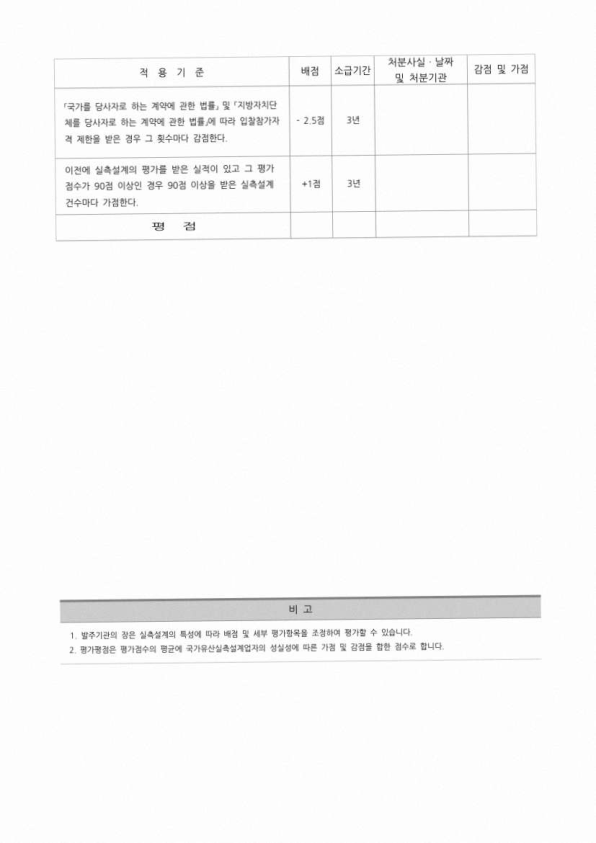 적 용 기 준
배점
소급기간
처분사실 · 날짜
및 처분기관
감점 및 가점
「국가를 당사자로 하는 계약에 관한 법률」 및 「지방자치단
체를 당사자로 하는 계약에 관한 법률」에 따라 입찰참가자
격 제한을 받은 경우 그 횟수마다 감점한다.
- 2.5점
3년
이전에 실측설계의 평가를 받은 실적이 있고 그 평가
점수가 90점 이상인 경우 90점 이상을 받은 실측설계
건수마다 가점한다.
+1점
3년
평 점
비 고
1. 발주기관의 장은 실측설계의 특성에 따라 배점 및 세부 평가항목을 조정하여 평가할 수 있습니다.
2. 평가평점은 평가점수의 평균에 국가유산실측설계업자의 성실성에 따른 가점 및 감점을 합한 점수로 합니다.